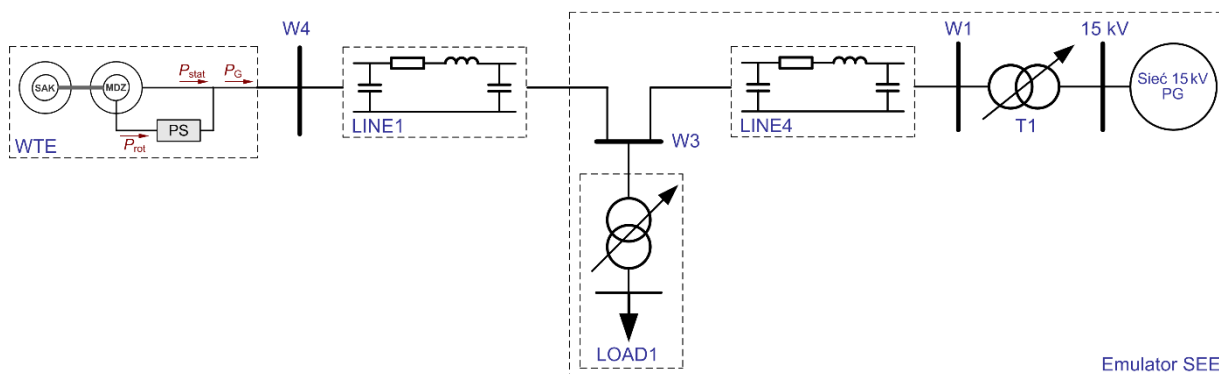 SAK
MDZ
PS
P_stat
P_G
P_rot
WTE
W4
LINE1
W3
LOAD1
LINE4
W1
T1
15 kV
Sieć 15 kV
PG
Emulator SEE